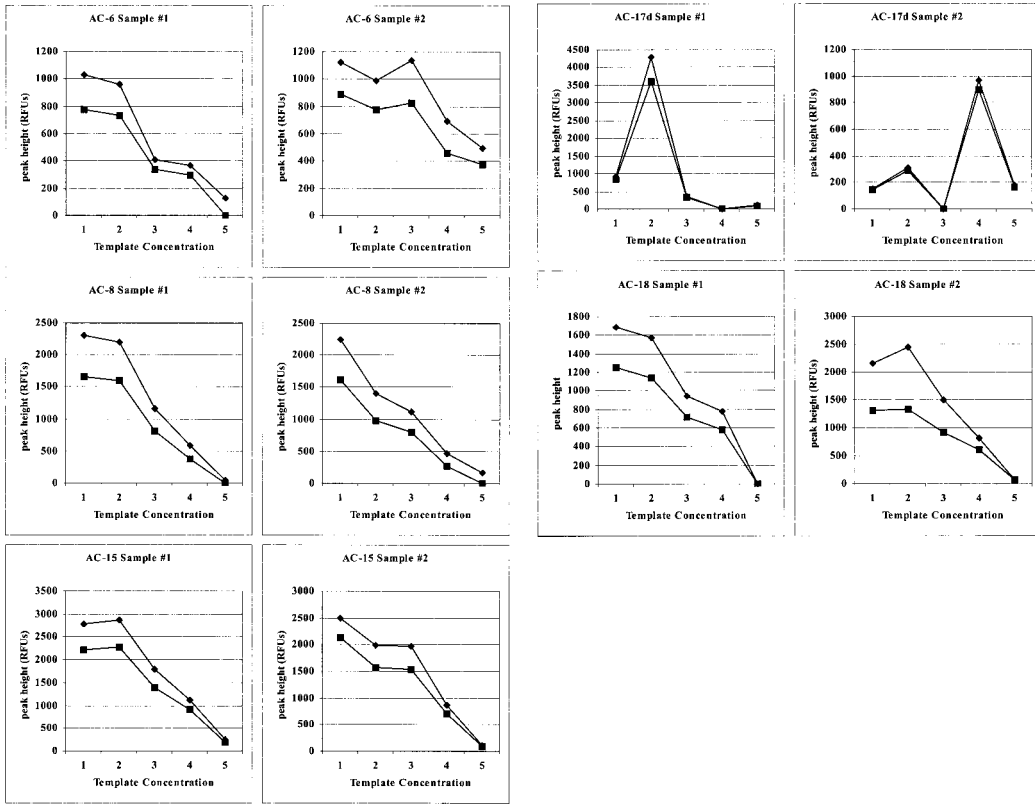 AC-6 Sample #1
peak height (RFUs)
1200
1000
800
600
400
200
0
1 2 3 4 5
Template Concentration
AC-6 Sample #2
peak height (RFUs)
1200
1000
800
600
400
200
0
1 2 3 4 5
Template Concentration
AC-17d Sample #1
peak height (RFUs)
4500
4000
3500
3000
2500
2000
1500
1000
500
0
1 2 3 4 5
Template Concentration
AC-17d Sample #2
peak height (RFUs)
1200
1000
800
600
400
200
0
1 2 3 4 5
Template Concentration
AC-8 Sample #1
peak height (RFUs)
2500
2000
1500
1000
500
0
1 2 3 4 5
Template Concentration
AC-8 Sample #2
peak height (RFUs)
2500
2000
1500
1000
500
0
1 2 3 4 5
Template Concentration
AC-18 Sample #1
peak height
1800
1600
1400
1200
1000
800
600
400
200
0
1 2 3 4 5
Template Concentration
AC-18 Sample #2
peak height (RFUs)
3000
2500
2000
1500
1000
500
0
1 2 3 4 5
Template Concentration
AC-15 Sample #1
peak height (RFUs)
3500
3000
2500
2000
1500
1000
500
0
1 2 3 4 5
Template Concentration
AC-15 Sample #2
peak height (RFUs)
3000
2500
2000
1500
1000
500
0
1 2 3 4 5
Template Concentration